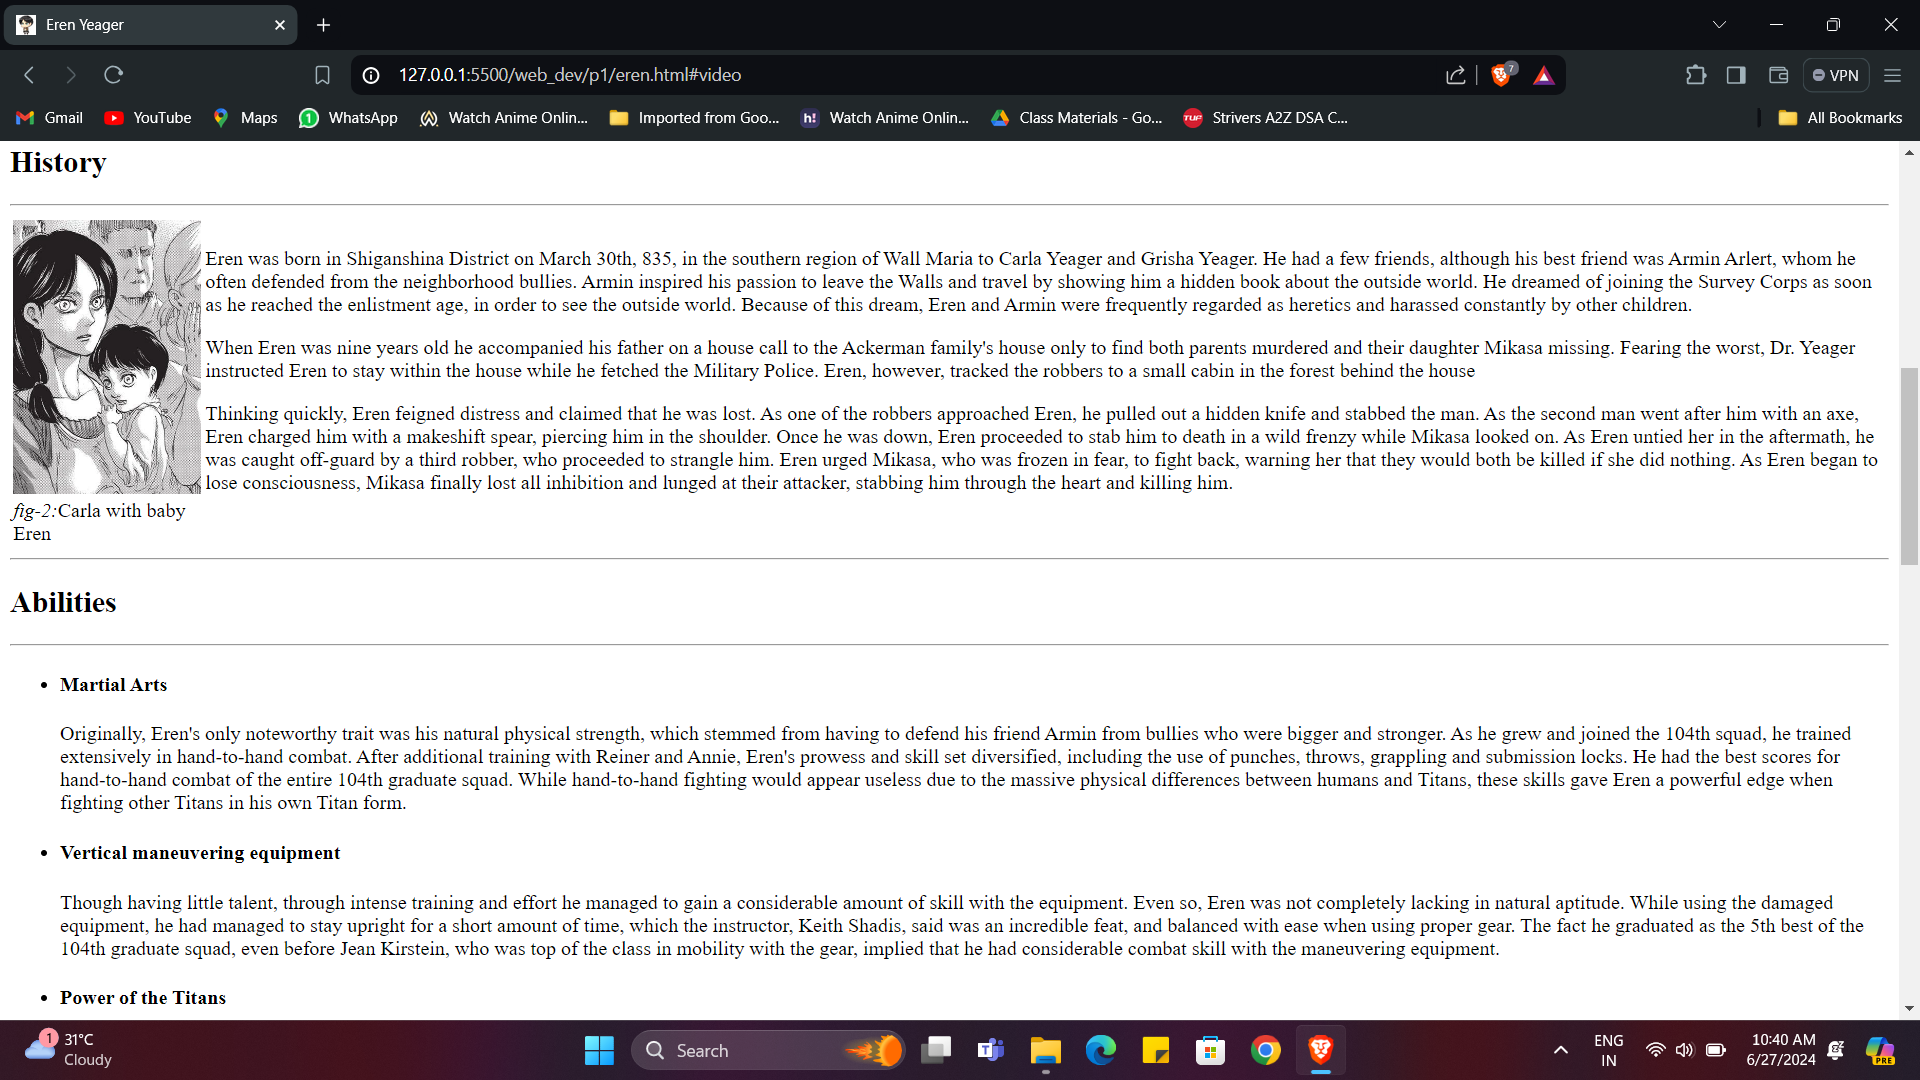 Eren Yeager
127.0.0.1:5500/web_dev/p1/eren.html#video
7
VPN
Gmail
YouTube
Maps
1
WhatsApp
Watch Anime Onlin...
Imported from Goo...
h!
Watch Anime Onlin...
Class Materials - Go...
TUF
Strivers A2Z DSA C...
All Bookmarks
History
Eren was born in Shiganshina District on March 30th, 835, in the southern region of Wall Maria to Carla Yeager and Grisha Yeager. He had a few friends, although his best friend was Armin Arlert, whom he
often defended from the neighborhood bullies. Armin inspired his passion to leave the Walls and travel by showing him a hidden book about the outside world. He dreamed of joining the Survey Corps as soon
as he reached the enlistment age, in order to see the outside world. Because of this dream, Eren and Armin were frequently regarded as heretics and harassed constantly by other children.
When Eren was nine years old he accompanied his father on a house call to the Ackerman family's house only to find both parents murdered and their daughter Mikasa missing. Fearing the worst, Dr. Yeager
instructed Eren to stay within the house while he fetched the Military Police. Eren, however, tracked the robbers to a small cabin in the forest behind the house
Thinking quickly, Eren feigned distress and claimed that he was lost. As one of the robbers approached Eren, he pulled out a hidden knife and stabbed the man. As the second man went after him with an axe,
Eren charged him with a makeshift spear, piercing him in the shoulder. Once he was down, Eren proceeded to stab him to death in a wild frenzy while Mikasa looked on. As Eren untied her in the aftermath, he
was caught off-guard by a third robber, who proceeded to strangle him. Eren urged Mikasa, who was frozen in fear, to fight back, warning her that they would both be killed if she did nothing. As Eren began to
lose consciousness, Mikasa finally lost all inhibition and lunged at their attacker, stabbing him through the heart and killing him.
fig-2:Carla with baby
Eren
Abilities
• Martial Arts
Originally, Eren's only noteworthy trait was his natural physical strength, which stemmed from having to defend his friend Armin from bullies who were bigger and stronger. As he grew and joined the 104th squad, he trained
extensively in hand-to-hand combat. After additional training with Reiner and Annie, Eren's prowess and skill set diversified, including the use of punches, throws, grappling and submission locks. He had the best scores for
hand-to-hand combat of the entire 104th graduate squad. While hand-to-hand fighting would appear useless due to the massive physical differences between humans and Titans, these skills gave Eren a powerful edge when
fighting other Titans in his own Titan form.
• Vertical maneuvering equipment
Though having little talent, through intense training and effort he managed to gain a considerable amount of skill with the equipment. Even so, Eren was not completely lacking in natural aptitude. While using the damaged
equipment, he had managed to stay upright for a short amount of time, which the instructor, Keith Shadis, said was an incredible feat, and balanced with ease when using proper gear. The fact he graduated as the 5th best of the
104th graduate squad, even before Jean Kirstein, who was top of the class in mobility with the gear, implied that he had considerable combat skill with the maneuvering equipment.
• Power of the Titans
1
31°C
Cloudy
Search
ENG
IN
10:40 AM
6/27/2024
PRE